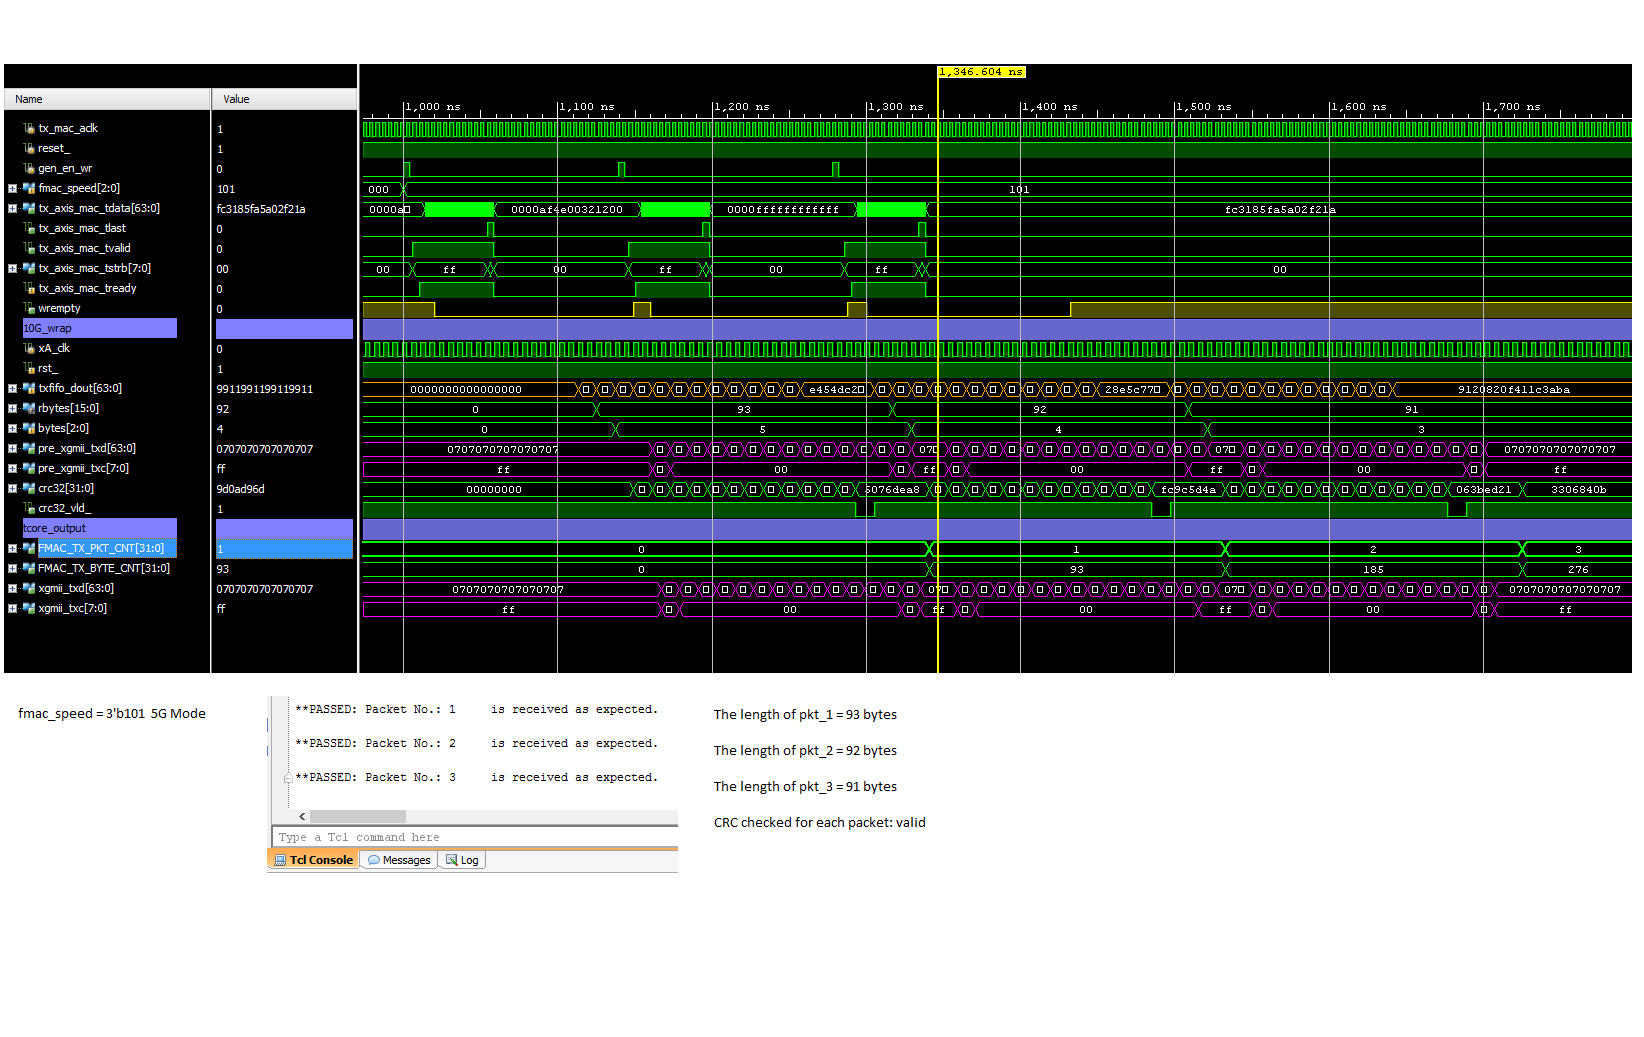 1,346.604 ns
Name Value
1,000 ns 1,100 ns 1,200 ns 1,300 ns 1,400 ns 1,500 ns 1,600 ns 1,700 ns
tx_mac_aclk 1
reset_ 1
gen_en_wr 0
fmac_speed[2:0] 101 000 101
tx_axis_mac_tdata[63:0] fc3185fa5a02f21a 0000a0 0000af4e00321200 0000ffffffffffff fc3185fa5a02f21a
tx_axis_mac_tlast 0
tx_axis_mac_tvalid 0
tx_axis_mac_tstrb[7:0] 00 00 ff 00 ff 00 ff 00
tx_axis_mac_tready 0
wrempty 0
10G_wrap
xA_clk 0
rst_ 1
txfifo_dout[63:0] 9911991199119911 0000000000000000 e454dc2 28e5c77 9120820f411c3aba
rbytes[15:0] 92 0 93 92 91
bytes[2:0] 4 0 5 4 3
pre_xgmii_txd[63:0] 0707070707070707 0707070707070707 070 070 0707070707070707
pre_xgmii_txc[7:0] ff ff 00 ff 00 ff 00 ff
crc32[31:0] 9d0ad96d 00000000 5076dea8 fc9c5d4a 063bed21 3306840b
crc32_vld_ 1
tcore_output
FMAC_TX_PKT_CNT[31:0] 1 0 1 2 3
FMAC_TX_BYTE_CNT[31:0] 93 0 93 185 276
xgmii_txd[63:0] 0707070707070707 0707070707070707 070 070 0707070707070707
xgmii_txc[7:0] ff ff 00 ff 00 ff 00 ff
fmac_speed = 3'b101 5G Mode
**PASSED: Packet No.: 1 is received as expected.
**PASSED: Packet No.: 2 is received as expected.
**PASSED: Packet No.: 3 is received as expected.
Type a Tcl command here
Tcl Console Messages Log
The length of pkt_1 = 93 bytes
The length of pkt_2 = 92 bytes
The length of pkt_3 = 91 bytes
CRC checked for each packet: valid